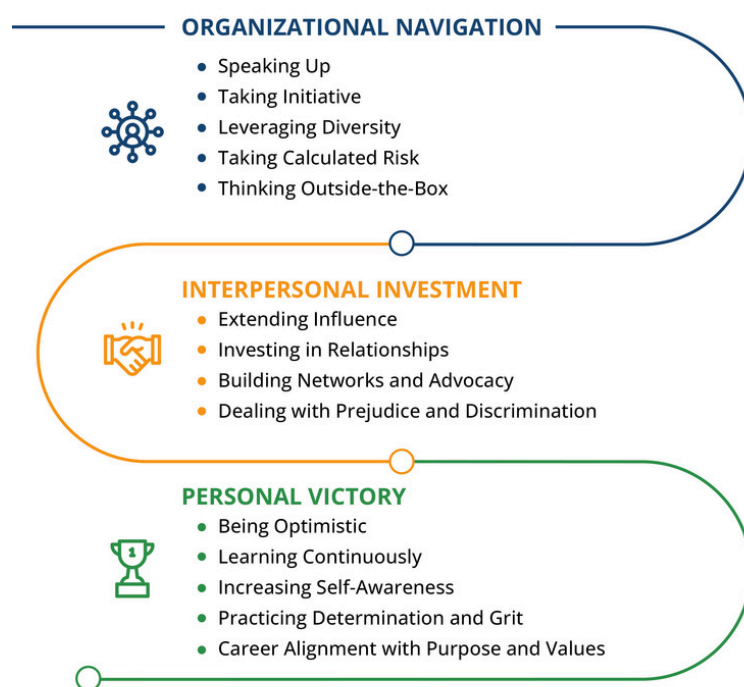 ORGANIZATIONAL NAVIGATION
Speaking Up
Taking Initiative
Leveraging Diversity
Taking Calculated Risk
Thinking Outside-the-Box
INTERPERSONAL INVESTMENT
Extending Influence
Investing in Relationships
Building Networks and Advocacy
Dealing with Prejudice and Discrimination
PERSONAL VICTORY
1
Being Optimistic
Learning Continuously
Increasing Self-Awareness
Practicing Determination and Grit
Career Alignment with Purpose and Values